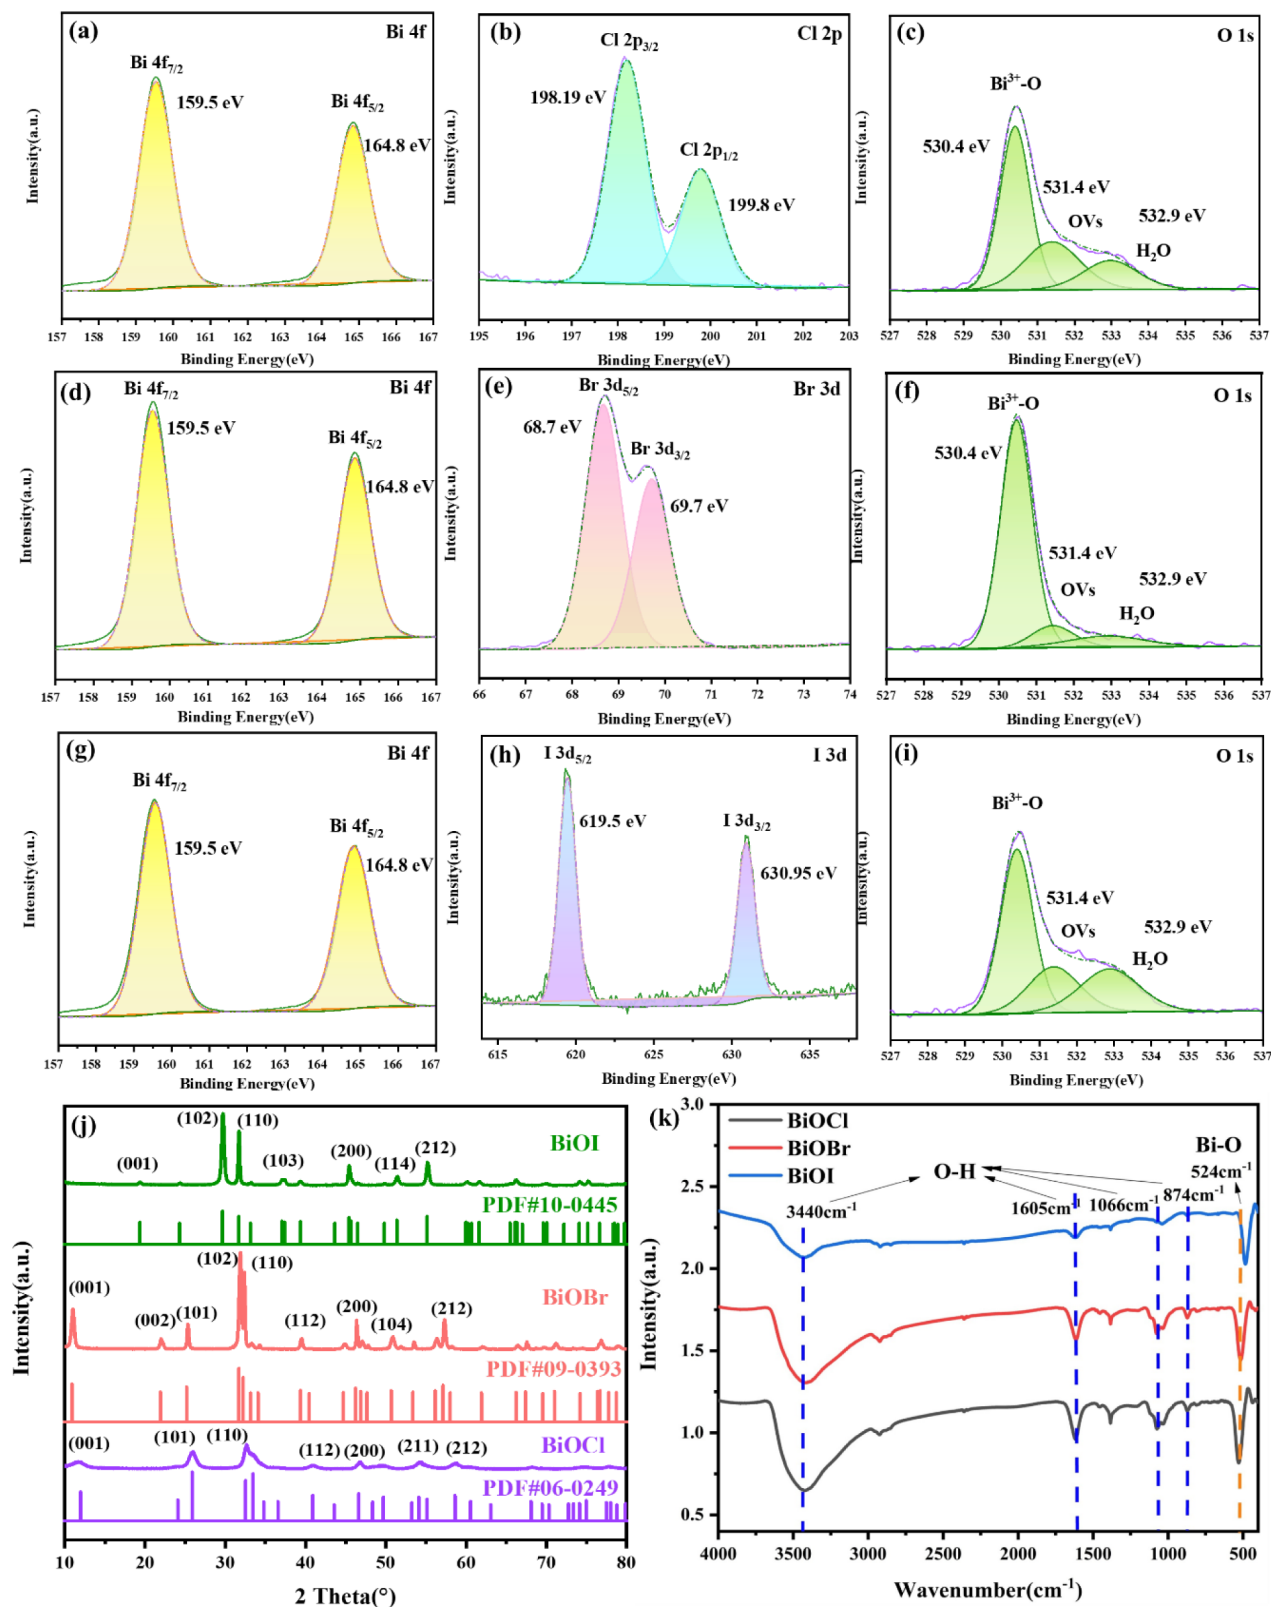 (a)
Bi 4f
Bi 4f7/2
159.5 eV
Bi 4f5/2
164.8 eV
Intensity(a.u.)
157 158 159 160 161 162 163 164 165 166 167
Binding Energy(eV)
(b)
Cl 2p3/2
Cl 2p
198.19 eV
Cl 2p1/2
199.8 eV
Intensity(a.u.)
195 196 197 198 199 200 201 202 203
Binding Energy(eV)
(c)
O 1s
Bi3+-O
530.4 eV
531.4 eV
OVs
532.9 eV
H2O
Intensity(a.u.)
527 528 529 530 531 532 533 534 535 536 537
Binding Energy(eV)
(d)
Bi 4f7/2
Bi 4f
159.5 eV
Bi 4f5/2
164.8 eV
Intensity(a.u.)
157 158 159 160 161 162 163 164 165 166 167
Binding Energy(eV)
(e)
Br 3d5/2
Br 3d
68.7 eV
Br 3d3/2
69.7 eV
Intensity(a.u.)
66 67 68 69 70 71 72 73 74
Binding Energy(eV)
(f)
O 1s
Bi3+-O
530.4 eV
531.4 eV
OVs
532.9 eV
H2O
Intensity(a.u.)
527 528 529 530 531 532 533 534 535 536 537
Binding Energy(eV)
(g)
Bi 4f
Bi 4f7/2
159.5 eV
Bi 4f5/2
164.8 eV
Intensity(a.u.)
157 158 159 160 161 162 163 164 165 166 167
Binding Energy(eV)
(h)
I 3d5/2
I 3d
619.5 eV
I 3d3/2
630.95 eV
Intensity(a.u.)
615 620 625 630 635
Binding Energy(eV)
(i)
O 1s
Bi3+-O
531.4 eV
OVs
532.9 eV
H2O
Intensity(a.u.)
527 528 529 530 531 532 533 534 535 536 537
Binding Energy(eV)
(j)
(102)
(110)
BiOI
(001)
(103)
(200)
(114)
(212)
PDF#10-0445
(102)
(110)
(001)
BiOBr
(002)
(101)
(112)
(200)
(104)
(212)
PDF#09-0393
(001)
(101)
(110)
BiOCl
(112)
(200)
(211)
(212)
PDF#06-0249
Intensity(a.u.)
10 20 30 40 50 60 70 80
2 Theta(°)
(k)
BiOCl
BiOBr
BiOI
Bi-O
O-H
524cm-1
3440cm-1
1605cm-1
1066cm-1
874cm-1
Intensity(a.u.)
3.0
2.5
2.0
1.5
1.0
0.5
4000 3500 3000 2500 2000 1500 1000 500
Wavenumber(cm-1)